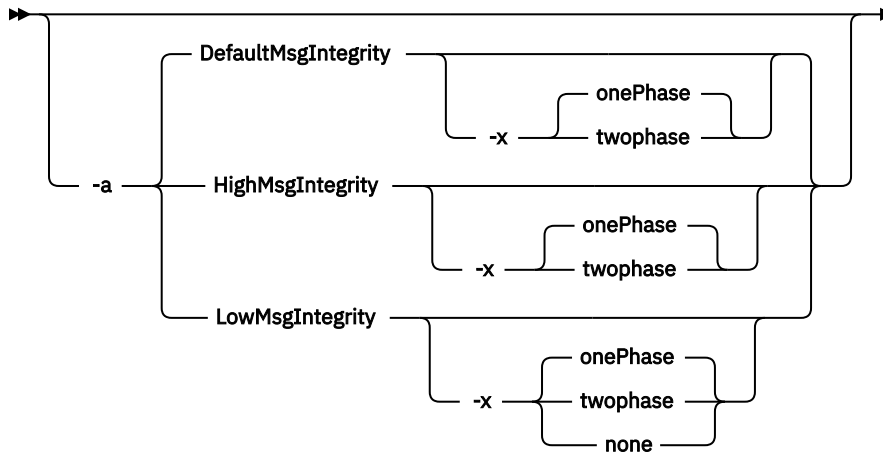 DefaultMsgIntegrity
onePhase
-x twophase
-a HighMsgIntegrity
onePhase
-x twophase
LowMsgIntegrity
onePhase
-x twophase
none